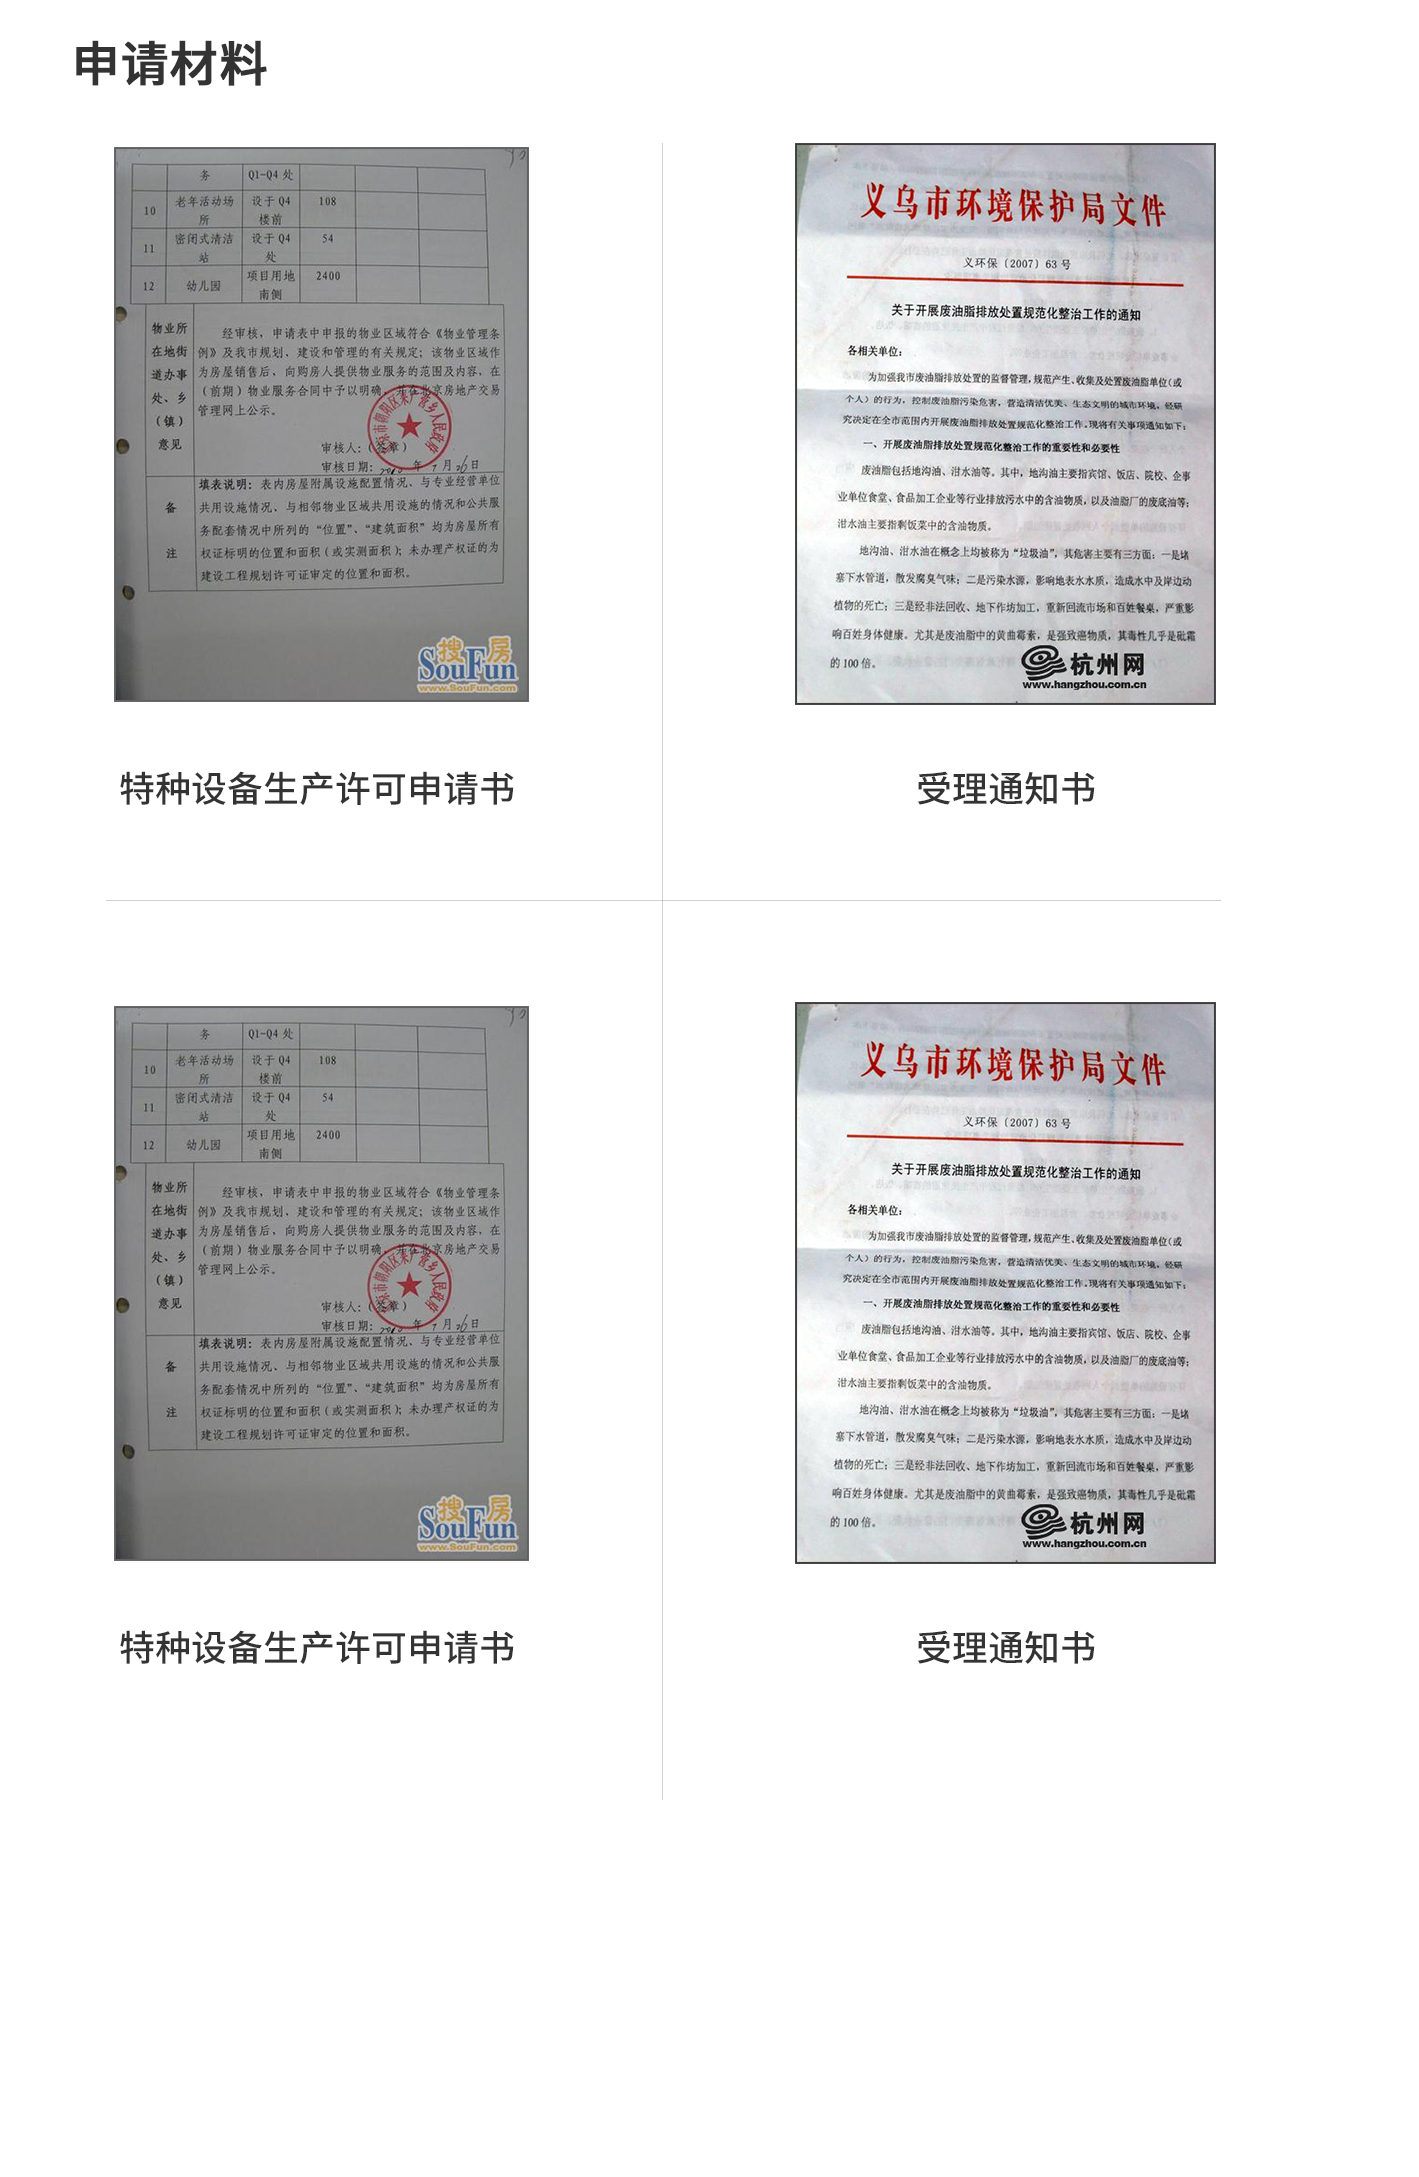 申请材料
务 Q1-Q4 处
10 老年活动场所 设于 Q4 楼前 108
11 密闭式清洁站 设于 Q4 处 54
12 幼儿园 项目用地南侧 2400
物业所
在地街
道办事
处、乡
（镇）
意见
经审核，申请表中申报的物业区域符合《物业管理条
例》及我市规划、建设和管理的有关规定；该物业区域作
为房屋销售后，向购房人提供物业服务的范围及内容，在
（前期）物业服务合同中予以明确，并在北京房地产交易
管理网上公示。
审核人：（签章）
审核日期： 年 7 月 26 日
备
注
填表说明：表内房屋附属设施配置情况、与专业经营单位
共用设施情况、与相邻物业区域共用设施的情况和公共服
务配套情况中所列的“位置”、“建筑面积”均为房屋所有
权证标明的位置和面积（或实测面积）；未办理产权证的为
建设工程规划许可证审定的位置和面积。
搜房
SouFun
www.SouFun.com
义乌市环境保护局文件
义环保〔2007〕63 号
关于开展废油脂排放处置规范化整治工作的通知
各相关单位：
为加强我市废油脂排放处置的监督管理，规范产生、收集及处置废油脂单位（或
个人）的行为，控制废油脂污染危害，营造清洁优美、生态文明的城市环境，经研
究决定在全市范围内开展废油脂排放处置规范化整治工作。现将有关事项通知如下：
一、开展废油脂排放处置规范化整治工作的重要性和必要性
废油脂包括地沟油、泔水油等。其中，地沟油主要指宾馆、饭店、院校、企事
业单位食堂、食品加工企业等行业排放污水中的含油物质，以及油脂厂的废底油等；
泔水油主要指剩饭菜中的含油物质。
地沟油、泔水油在概念上均被称为“垃圾油”，其危害主要有三方面：一是堵
塞下水管道，散发腐臭气味；二是污染水源，影响地表水水质，造成水中及岸边动
植物的死亡；三是经非法回收、地下作坊加工，重新回流市场和百姓餐桌，严重影
响百姓身体健康。尤其是废油脂中的黄曲霉素，是强致癌物质，其毒性几乎是砒霜
的 100 倍。
杭州网
www.hangzhou.com.cn
特种设备生产许可申请书
受理通知书
务 Q1-Q4 处
10 老年活动场所 设于 Q4 楼前 108
11 密闭式清洁站 设于 Q4 处 54
12 幼儿园 项目用地南侧 2400
物业所
在地街
道办事
处、乡
（镇）
意见
经审核，申请表中申报的物业区域符合《物业管理条
例》及我市规划、建设和管理的有关规定；该物业区域作
为房屋销售后，向购房人提供物业服务的范围及内容，在
（前期）物业服务合同中予以明确，并在北京房地产交易
管理网上公示。
审核人：（签章）
审核日期： 年 7 月 26 日
备
注
填表说明：表内房屋附属设施配置情况、与专业经营单位
共用设施情况、与相邻物业区域共用设施的情况和公共服
务配套情况中所列的“位置”、“建筑面积”均为房屋所有
权证标明的位置和面积（或实测面积）；未办理产权证的为
建设工程规划许可证审定的位置和面积。
搜房
SouFun
www.SouFun.com
义乌市环境保护局文件
义环保〔2007〕63 号
关于开展废油脂排放处置规范化整治工作的通知
各相关单位：
为加强我市废油脂排放处置的监督管理，规范产生、收集及处置废油脂单位（或
个人）的行为，控制废油脂污染危害，营造清洁优美、生态文明的城市环境，经研
究决定在全市范围内开展废油脂排放处置规范化整治工作。现将有关事项通知如下：
一、开展废油脂排放处置规范化整治工作的重要性和必要性
废油脂包括地沟油、泔水油等。其中，地沟油主要指宾馆、饭店、院校、企事
业单位食堂、食品加工企业等行业排放污水中的含油物质，以及油脂厂的废底油等；
泔水油主要指剩饭菜中的含油物质。
地沟油、泔水油在概念上均被称为“垃圾油”，其危害主要有三方面：一是堵
塞下水管道，散发腐臭气味；二是污染水源，影响地表水水质，造成水中及岸边动
植物的死亡；三是经非法回收、地下作坊加工，重新回流市场和百姓餐桌，严重影
响百姓身体健康。尤其是废油脂中的黄曲霉素，是强致癌物质，其毒性几乎是砒霜
的 100 倍。
杭州网
www.hangzhou.com.cn
特种设备生产许可申请书
受理通知书